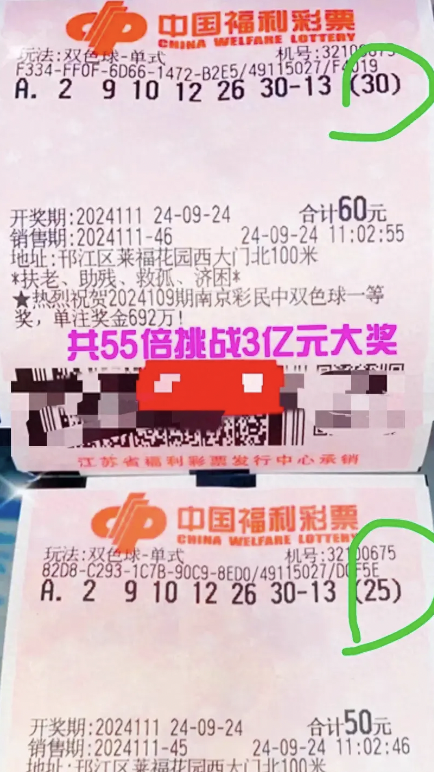 中国福利彩票
CHINA WELFARE LOTTERY
玩法:双色球-单式 机号:32100675
F334-FF0F-6D66-1472-B2E5/49115027/F4019
A. 2 9 10 12 26 30-13 (30)
开奖期:2024111 24-09-24 合计60元
销售期:2024111-46 24-09-24 11:02:55
地址:邗江区莱福花园西大门北100米
*扶老、助残、救孤、济困*
★热烈祝贺2024109期南京彩民中双色球一等
奖，单注奖金692万!
共55倍挑战3亿元大奖
江苏省福利彩票发行中心承销
中国福利彩票
CHINA WELFARE LOTTERY
玩法:双色球-单式 机号:32100675
82D8-C293-1C7B-90C9-8ED0/49115027/DCF5E
A. 2 9 10 12 26 30-13 (25)
开奖期:2024111 24-09-24 合计50元
销售期:2024111-45 24-09-24 11:02:46
地址:邗江区莱福花园西大门北100米